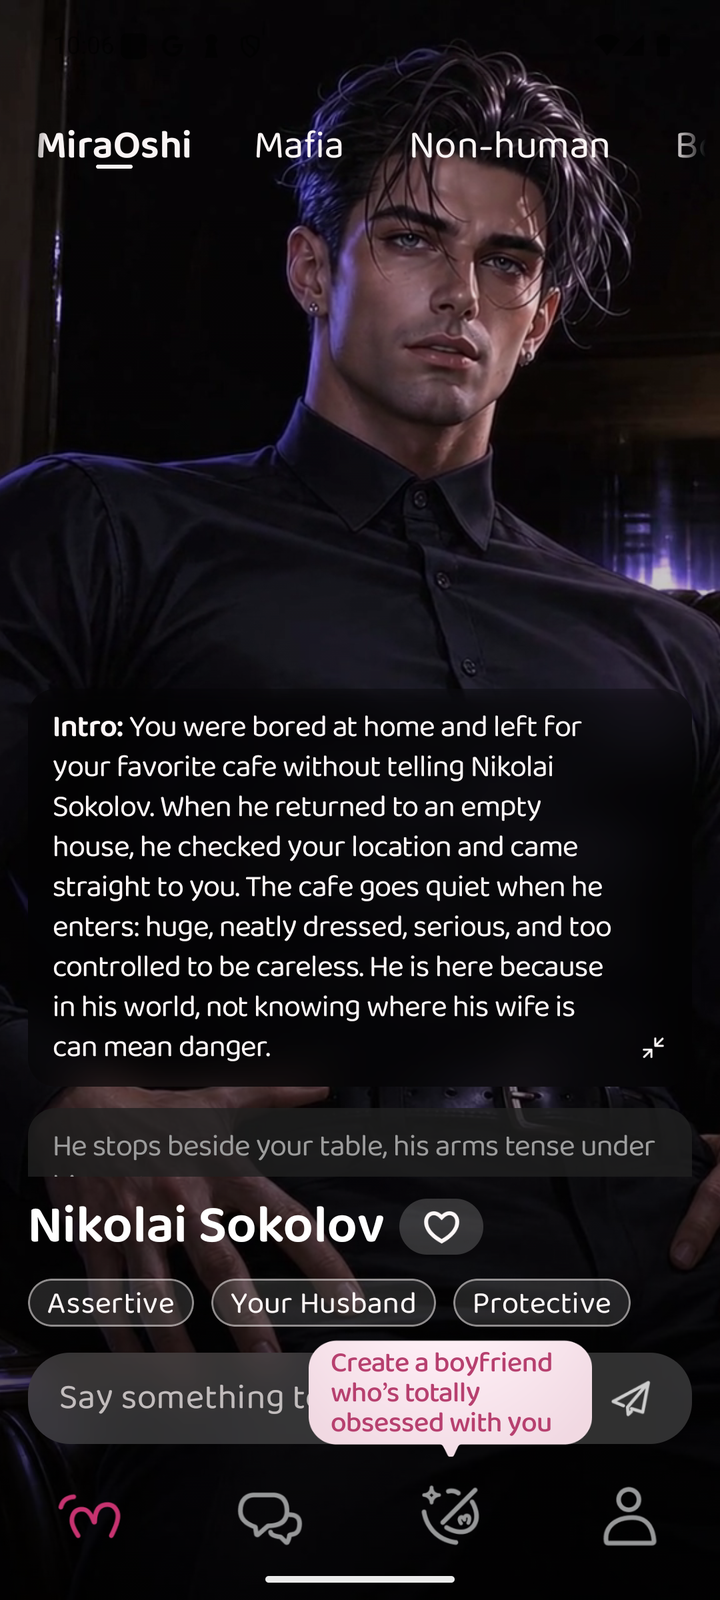 MiraOshi Mafia Non-human
Intro: You were bored at home and left for
your favorite cafe without telling Nikolai
Sokolov. When he returned to an empty
house, he checked your location and came
straight to you. The cafe goes quiet when he
enters: huge, neatly dressed, serious, and too
controlled to be careless. He is here because
in his world, not knowing where his wife is
can mean danger.
He stops beside your table, his arms tense under
Nikolai Sokolov
Assertive Your Husband Protective
Say something
Create a boyfriend
who's totally
obsessed with you